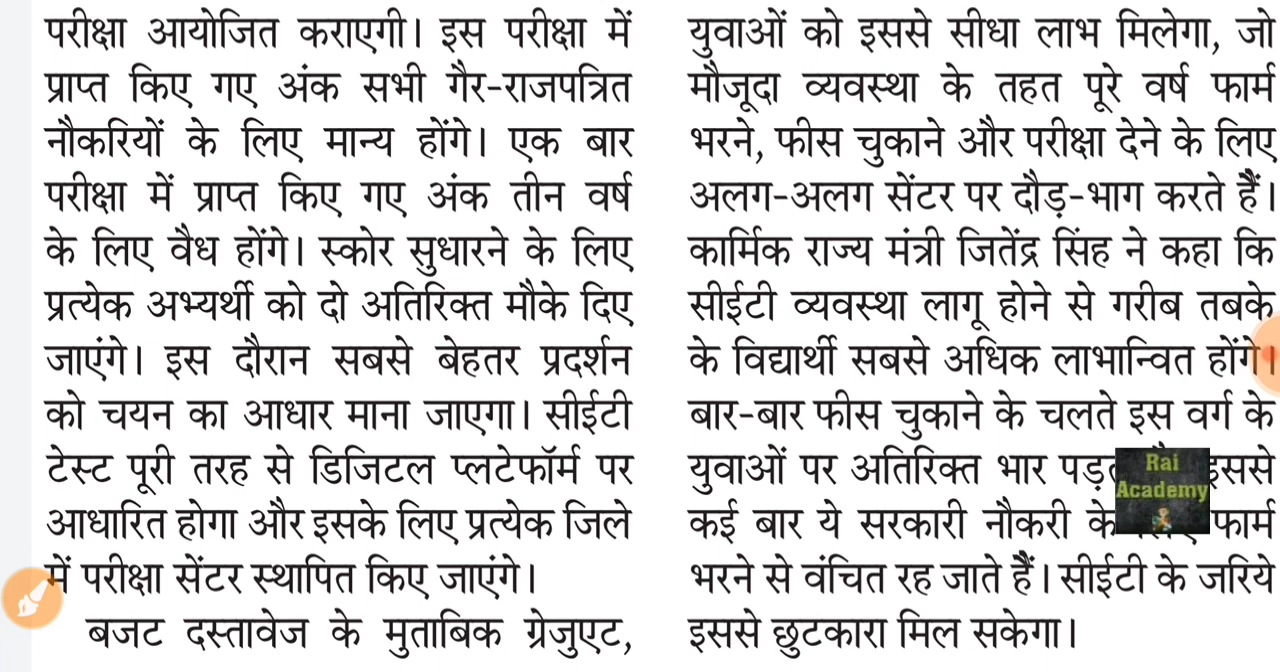 परीक्षा आयोजित कराएगी। इस परीक्षा में
प्राप्त किए गए अंक सभी गैर-राजपत्रित
नौकरियों के लिए मान्य होंगे। एक बार
परीक्षा में प्राप्त किए गए अंक तीन वर्ष
के लिए वैध होंगे। स्कोर सुधारने के लिए
प्रत्येक अभ्यर्थी को दो अतिरिक्त मौके दिए
जाएंगे। इस दौरान सबसे बेहतर प्रदर्शन
को चयन का आधार माना जाएगा। सीईटी
टेस्ट पूरी तरह से डिजिटल प्लटेफॉर्म पर
आधारित होगा और इसके लिए प्रत्येक जिले
में परीक्षा सेंटर स्थापित किए जाएंगे।
बजट दस्तावेज के मुताबिक ग्रेजुएट,
युवाओं को इससे सीधा लाभ मिलेगा, जो
मौजूदा व्यवस्था के तहत पूरे वर्ष फार्म
भरने, फीस चुकाने और परीक्षा देने के लिए
अलग-अलग सेंटर पर दौड़-भाग करते हैं।
कार्मिक राज्य मंत्री जितेंद्र सिंह ने कहा कि
सीईटी व्यवस्था लागू होने से गरीब तबके
के विद्यार्थी सबसे अधिक लाभान्वित होंगे।
बार-बार फीस चुकाने के चलते इस वर्ग के
युवाओं पर अतिरिक्त भार इससे
कई बार ये सरकारी नौकरी के फार्म
भरने से वंचित रह जाते हैं। सीईटी के जरिये
इससे छुटकारा मिल सकेगा।
Rai
Academy